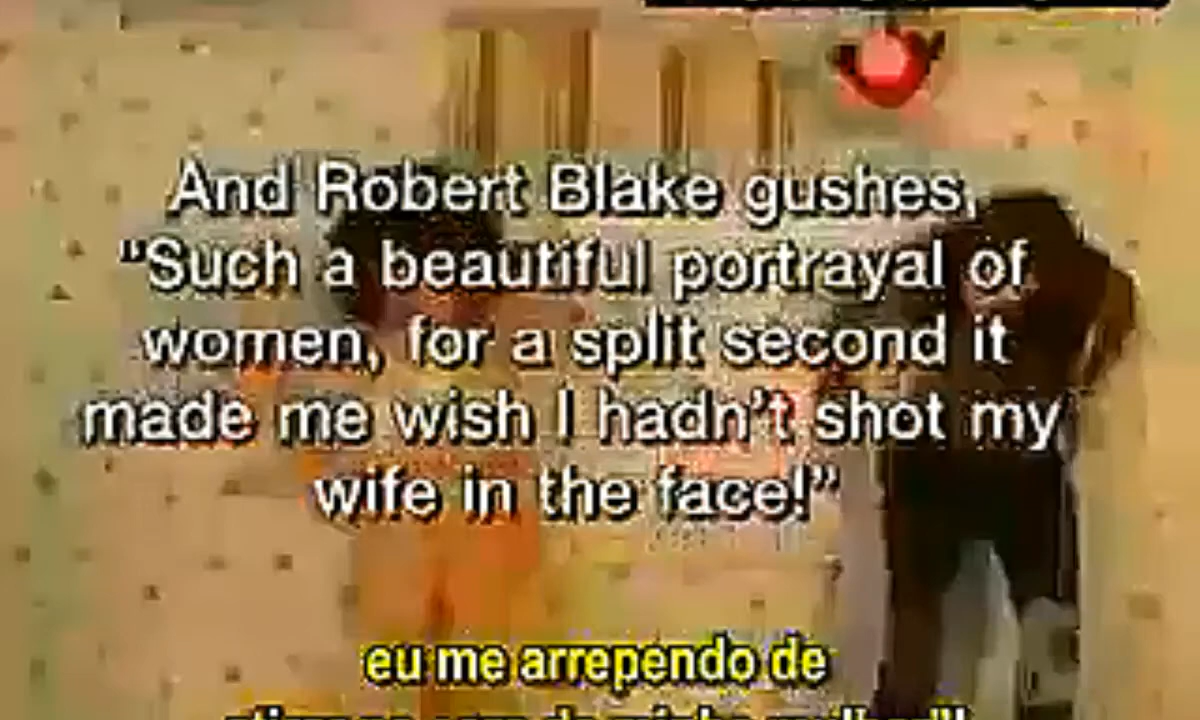 And Robert Blake gushes,
"Such a beautiful portrayal of
women, for a split second it
made me wish I hadn't shot my
wife in the face!"
eu me arrependo de